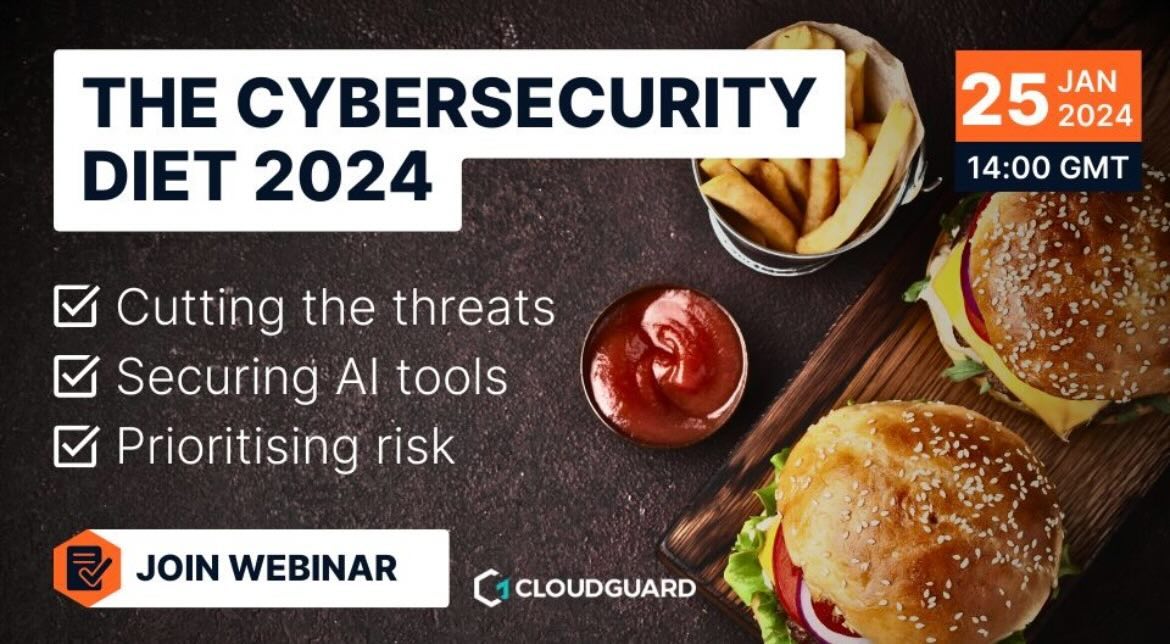 THE CYBERSECURITY
DIET 2024
25 JAN
2024
14:00 GMT
Cutting the threats
Securing AI tools
Prioritising risk
JOIN WEBINAR
CLOUDGUARD